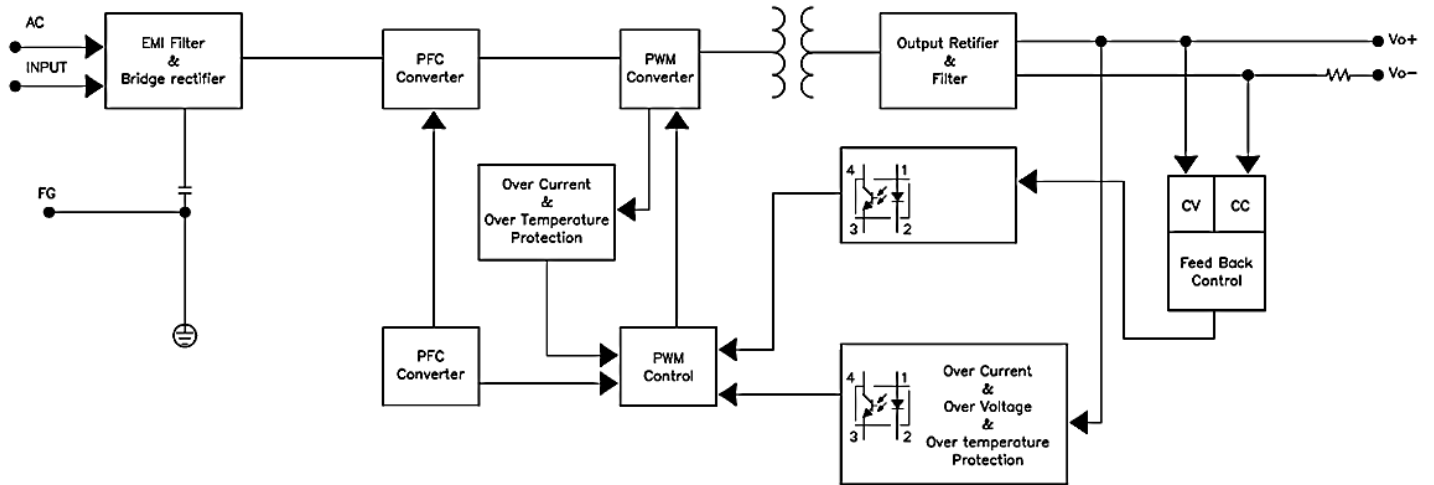 AC
INPUT
EMI Filter
&
Bridge rectifier
PFC
Converter
PWM
Converter
Output Retifier
&
Filter
Vo+
Vo-
FG
Over Current
&
Over Temperature
Protection
4 1
3 2
CV CC
Feed Back
Control
PFC
Converter
PWM
Control
4 1
3 2
Over Current
&
Over Voltage
&
Over temperature
Protection